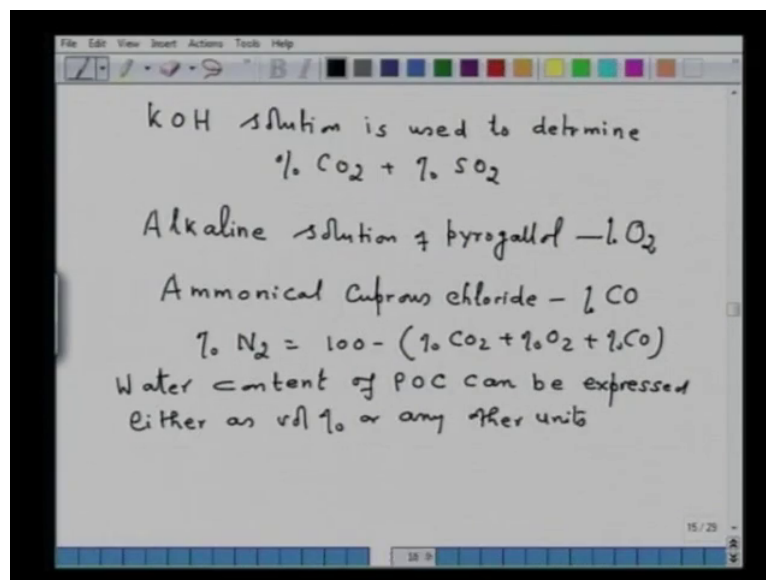 File Edit View Insert Actions Tools Help
KOH solution is used to detrmine
% CO2 + % SO2
Alkaline solution of pyrogallol – % O2
Ammonical Cuprous chloride – % CO
% N2 = 100 - (% CO2 + % O2 + % CO)
Water content of POC can be expressed
either as vol % or any other units
15 / 23